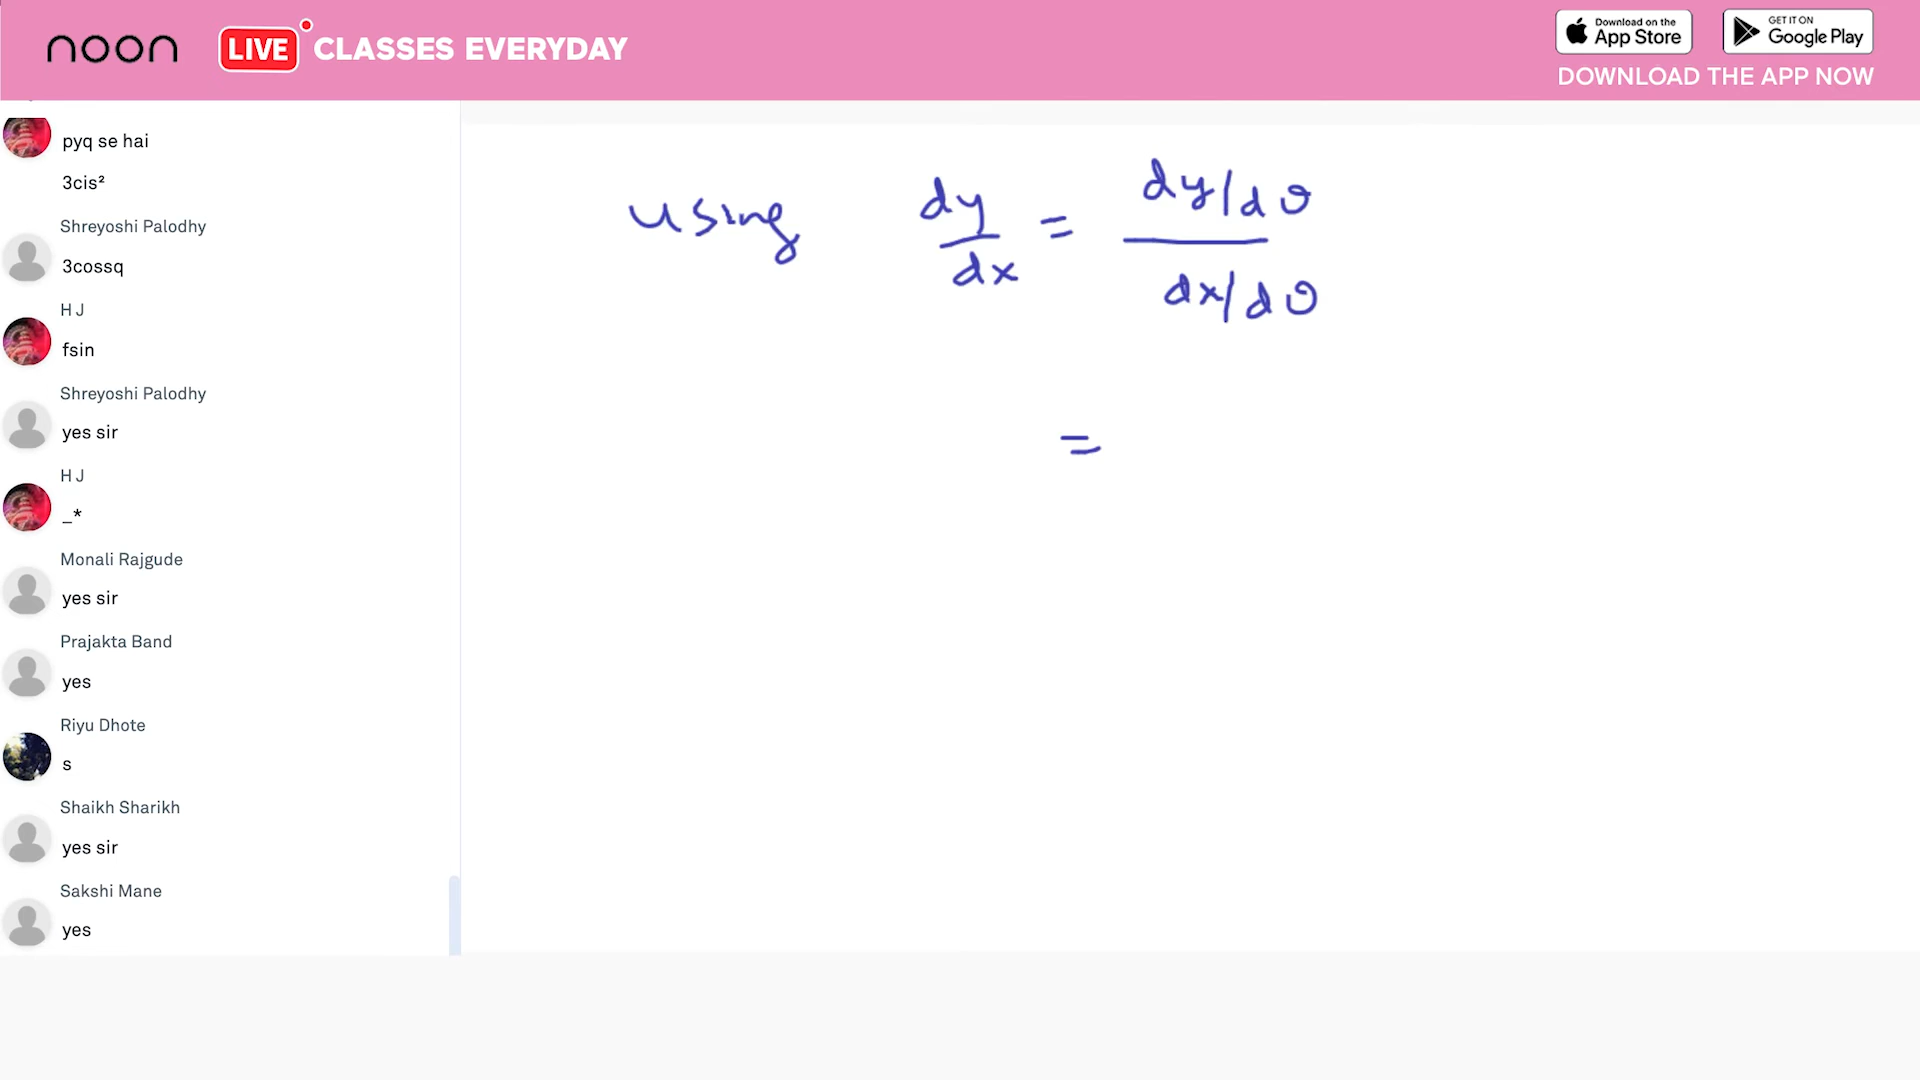 noon LIVE CLASSES EVERYDAY
Download on the App Store
GET IT ON Google Play
DOWNLOAD THE APP NOW
pyq se hai
3cis²
Shreyoshi Palodhy
3cossq
H J
fsin
Shreyoshi Palodhy
yes sir
H J
_*
Monali Rajgude
yes sir
Prajakta Band
yes
Riyu Dhote
s
Shaikh Sharikh
yes sir
Sakshi Mane
yes
using dy/dx = (dy/dθ)/(dx/dθ)
=